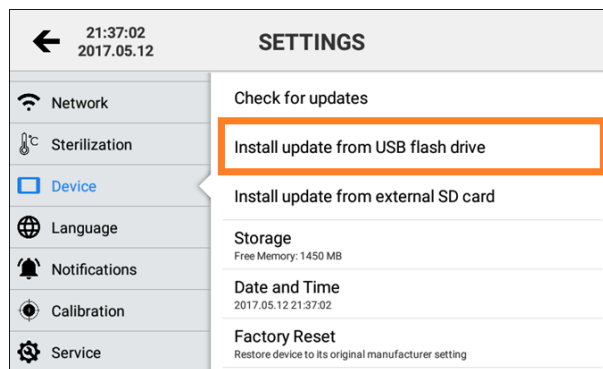 21:37:02
2017.05.12
SETTINGS
Network
°C
Sterilization
Device
Language
Notifications
Calibration
Service
Check for updates
Install update from USB flash drive
Install update from external SD card
Storage
Free Memory: 1450 MB
Date and Time
2017.05.12 21:37:02
Factory Reset
Restore device to its original manufacturer setting